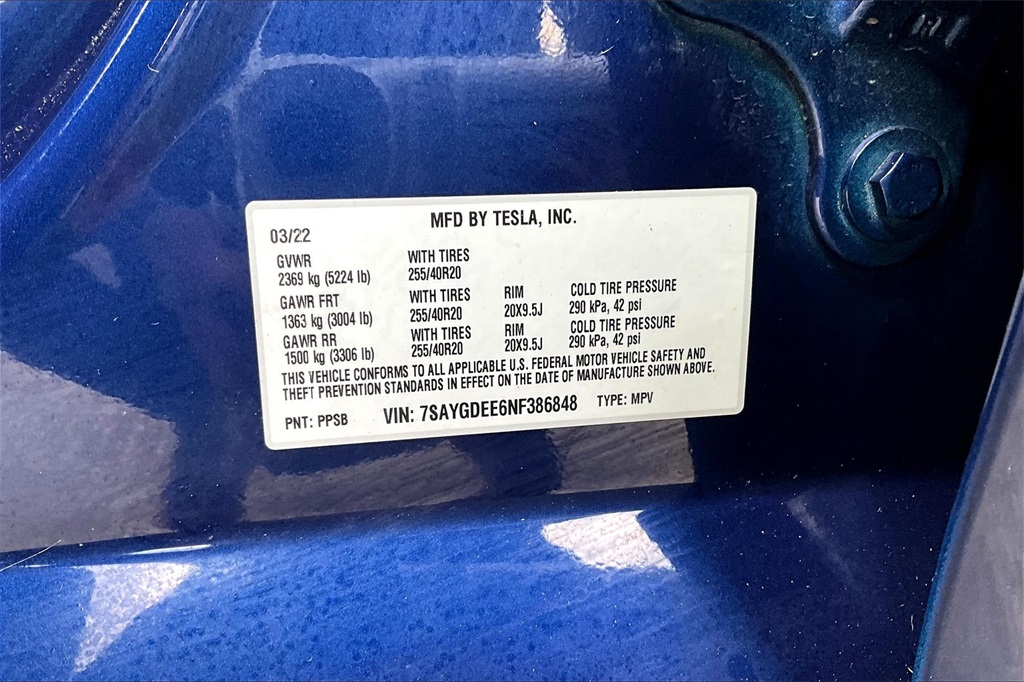 MFD BY TESLA, INC.
03/22
GVWR WITH TIRES
2369 kg (5224 lb) 255/40R20
GAWR FRT WITH TIRES RIM COLD TIRE PRESSURE
1363 kg (3004 lb) 255/40R20 20X9.5J 290 kPa, 42 psi
GAWR RR WITH TIRES RIM COLD TIRE PRESSURE
1500 kg (3306 lb) 255/40R20 20X9.5J 290 kPa, 42 psi
THIS VEHICLE CONFORMS TO ALL APPLICABLE U.S. FEDERAL MOTOR VEHICLE SAFETY AND
THEFT PREVENTION STANDARDS IN EFFECT ON THE DATE OF MANUFACTURE SHOWN ABOVE.
PNT: PPSB VIN: 7SAYGDEE6NF386848 TYPE: MPV